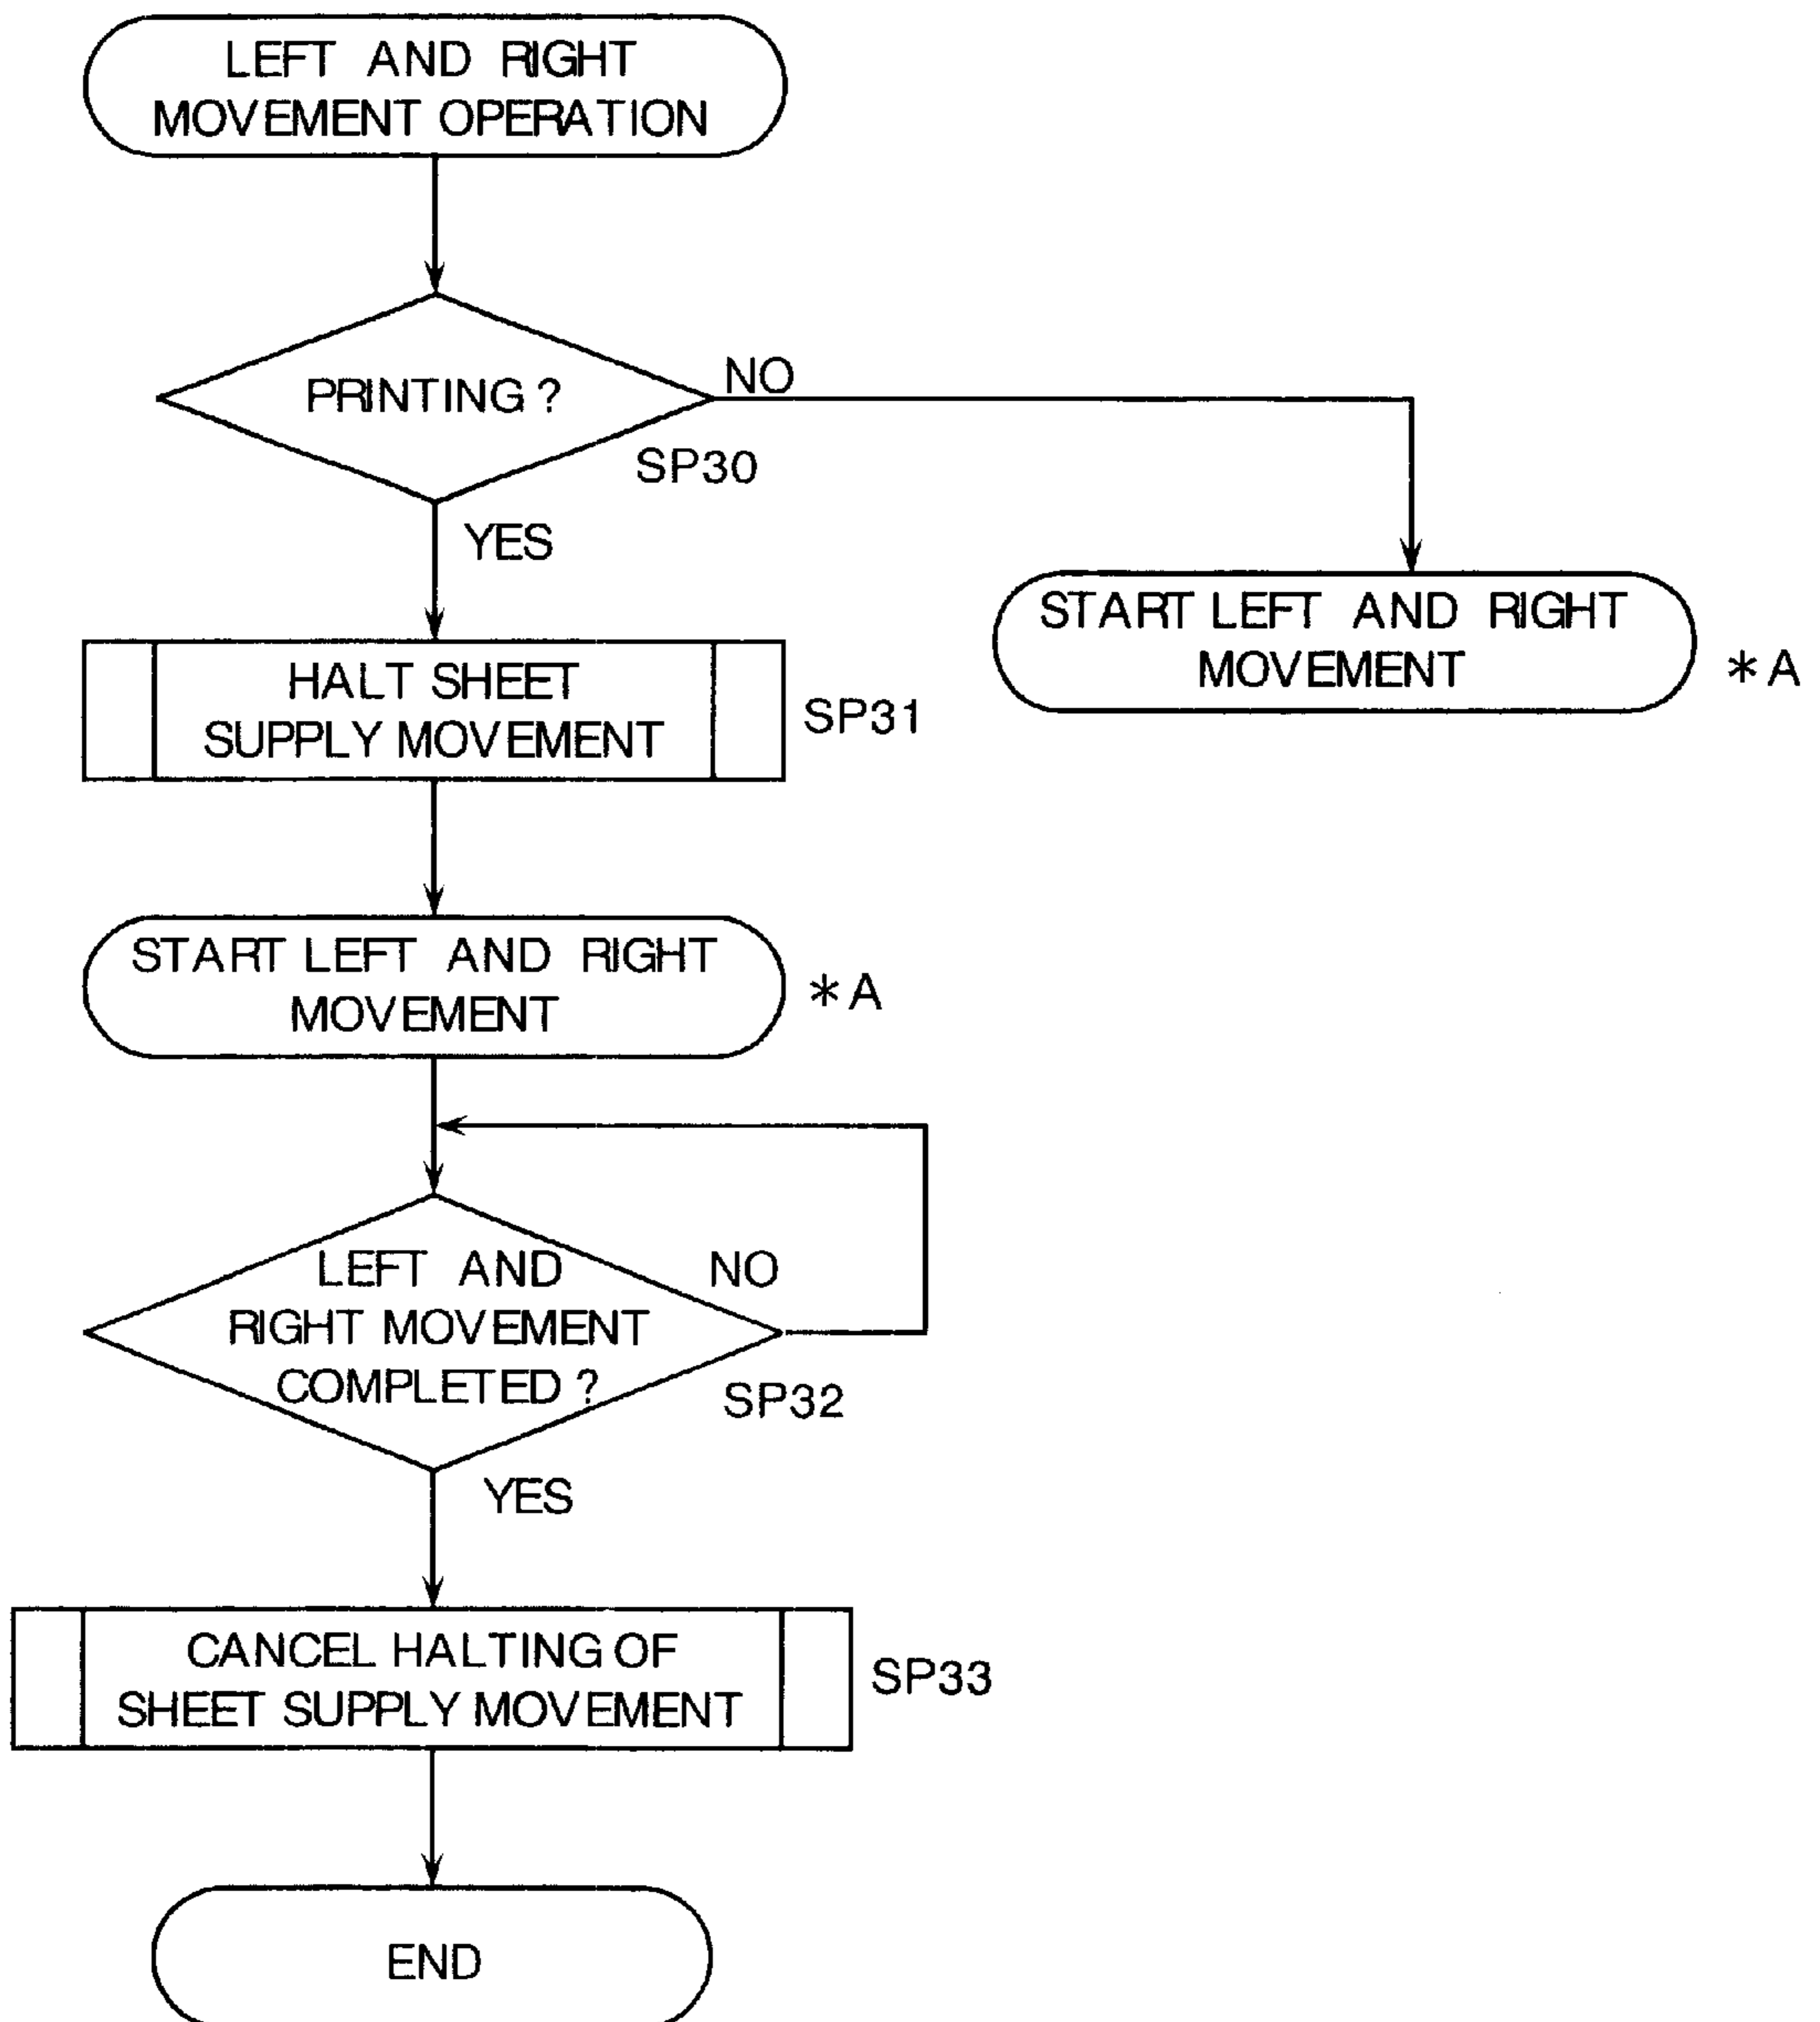 LEFT AND RIGHT
MOVEMENT OPERATION
PRINTING ?
NO
SP30
YES
START LEFT AND RIGHT
MOVEMENT
*A
HALT SHEET
SUPPLY MOVEMENT
SP31
START LEFT AND RIGHT
MOVEMENT
*A
LEFT AND
RIGHT MOVEMENT
COMPLETED ?
NO
SP32
YES
CANCEL HALTING OF
SHEET SUPPLY MOVEMENT
SP33
END